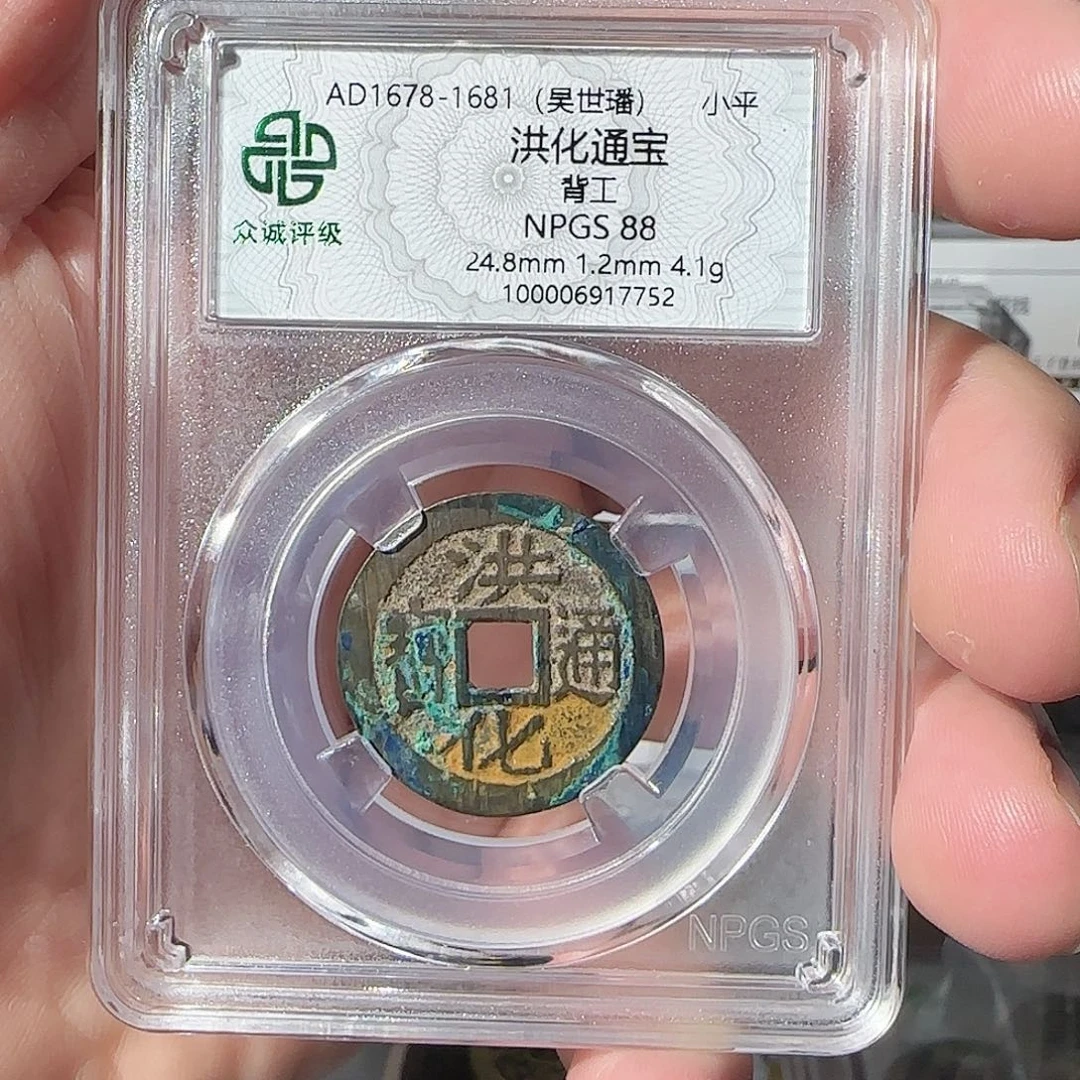 AD1678-1681（吴世璠） 小平
洪化通宝
背工
NPGS 88
24.8mm 1.2mm 4.1g
100006917752
众诚评级
洪化通寶
NPGS